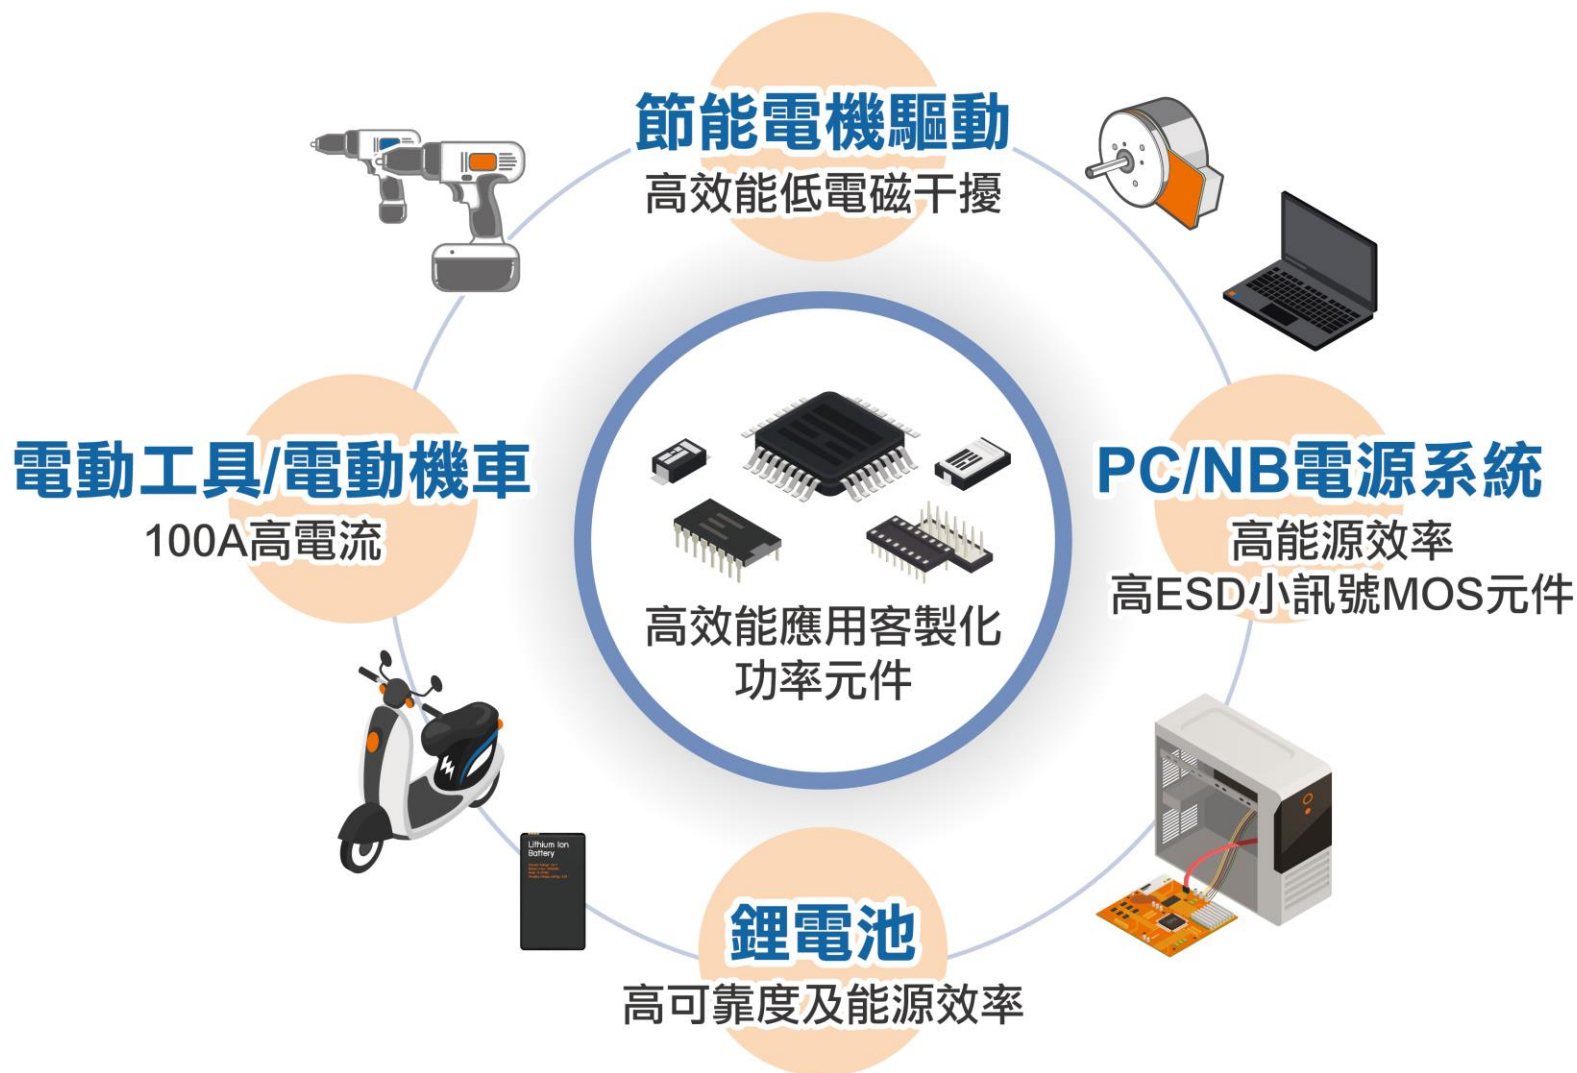 節能電機驅動
高效能低電磁干擾
電動工具/電動機車
100A高電流
PC/NB電源系統
高能源效率
高ESD小訊號MOS元件
高效能應用客製化
功率元件
Lithium Ion
Battery
鋰電池
高可靠度及能源效率